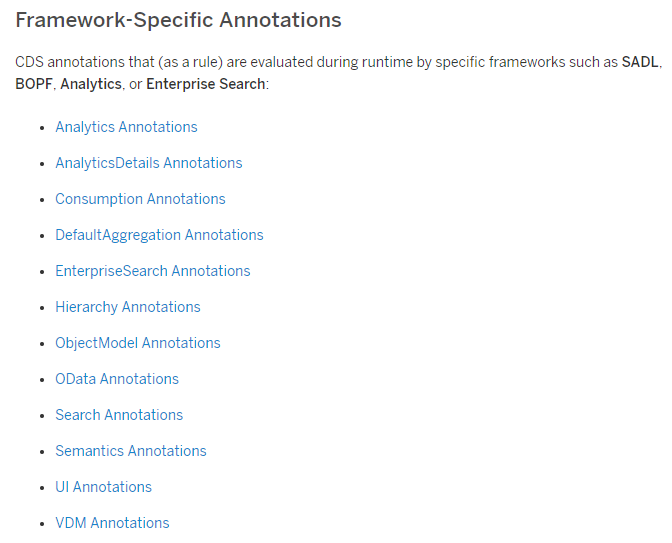 Framework-Specific Annotations
CDS annotations that (as a rule) are evaluated during runtime by specific frameworks such as SADL,
BOPF, Analytics, or Enterprise Search:
• Analytics Annotations
• AnalyticsDetails Annotations
• Consumption Annotations
• DefaultAggregation Annotations
• EnterpriseSearch Annotations
• Hierarchy Annotations
• ObjectModel Annotations
• OData Annotations
• Search Annotations
• Semantics Annotations
• UI Annotations
• VDM Annotations